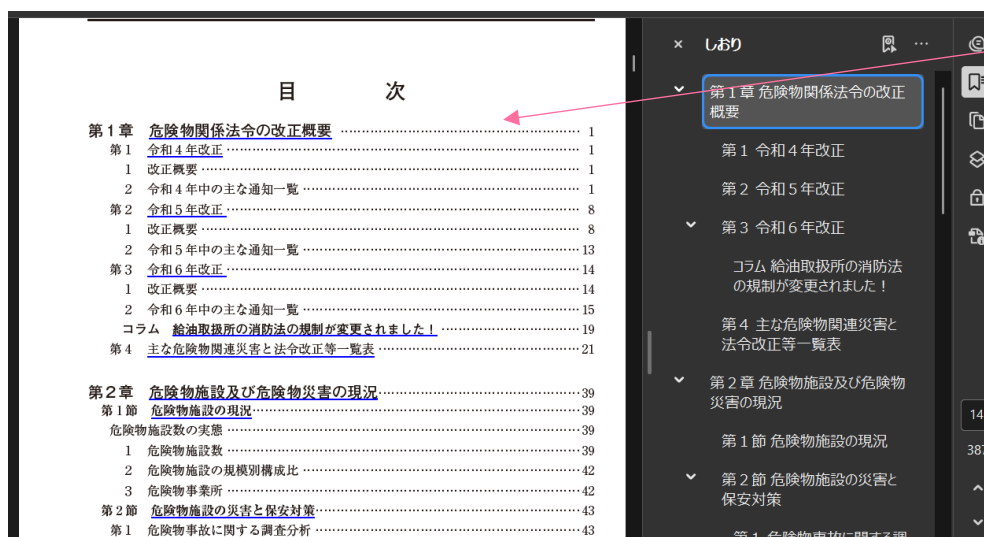 目　　次
第1章　危険物関係法令の改正概要 …… 1
第1　令和4年改正 …… 1
1　改正概要 …… 1
2　令和4年中の主な通知一覧 …… 1
第2　令和5年改正 …… 8
1　改正概要 …… 8
2　令和5年中の主な通知一覧 …… 13
第3　令和6年改正 …… 14
1　改正概要 …… 14
2　令和6年中の主な通知一覧 …… 15
コラム　給油取扱所の消防法の規制が変更されました！ …… 19
第4　主な危険物関連災害と法令改正等一覧表 …… 21
第2章　危険物施設及び危険物災害の現況 …… 39
第1節　危険物施設の現況 …… 39
危険物施設数の実態 …… 39
1　危険物施設数 …… 39
2　危険物施設の規模別構成比 …… 42
3　危険物事業所 …… 42
第2節　危険物施設の災害と保安対策 …… 43
第1　危険物事故に関する調査分析 …… 43
× しおり …
第1章 危険物関係法令の改正
概要
第1 令和4年改正
第2 令和5年改正
第3 令和6年改正
コラム 給油取扱所の消防法
の規制が変更されました！
第4 主な危険物関連災害と
法令改正等一覧表
第2章 危険物施設及び危険物
災害の現況
第1節 危険物施設の現況
第2節 危険物施設の災害と
保安対策
第1 危険物事故に関する調
14
387